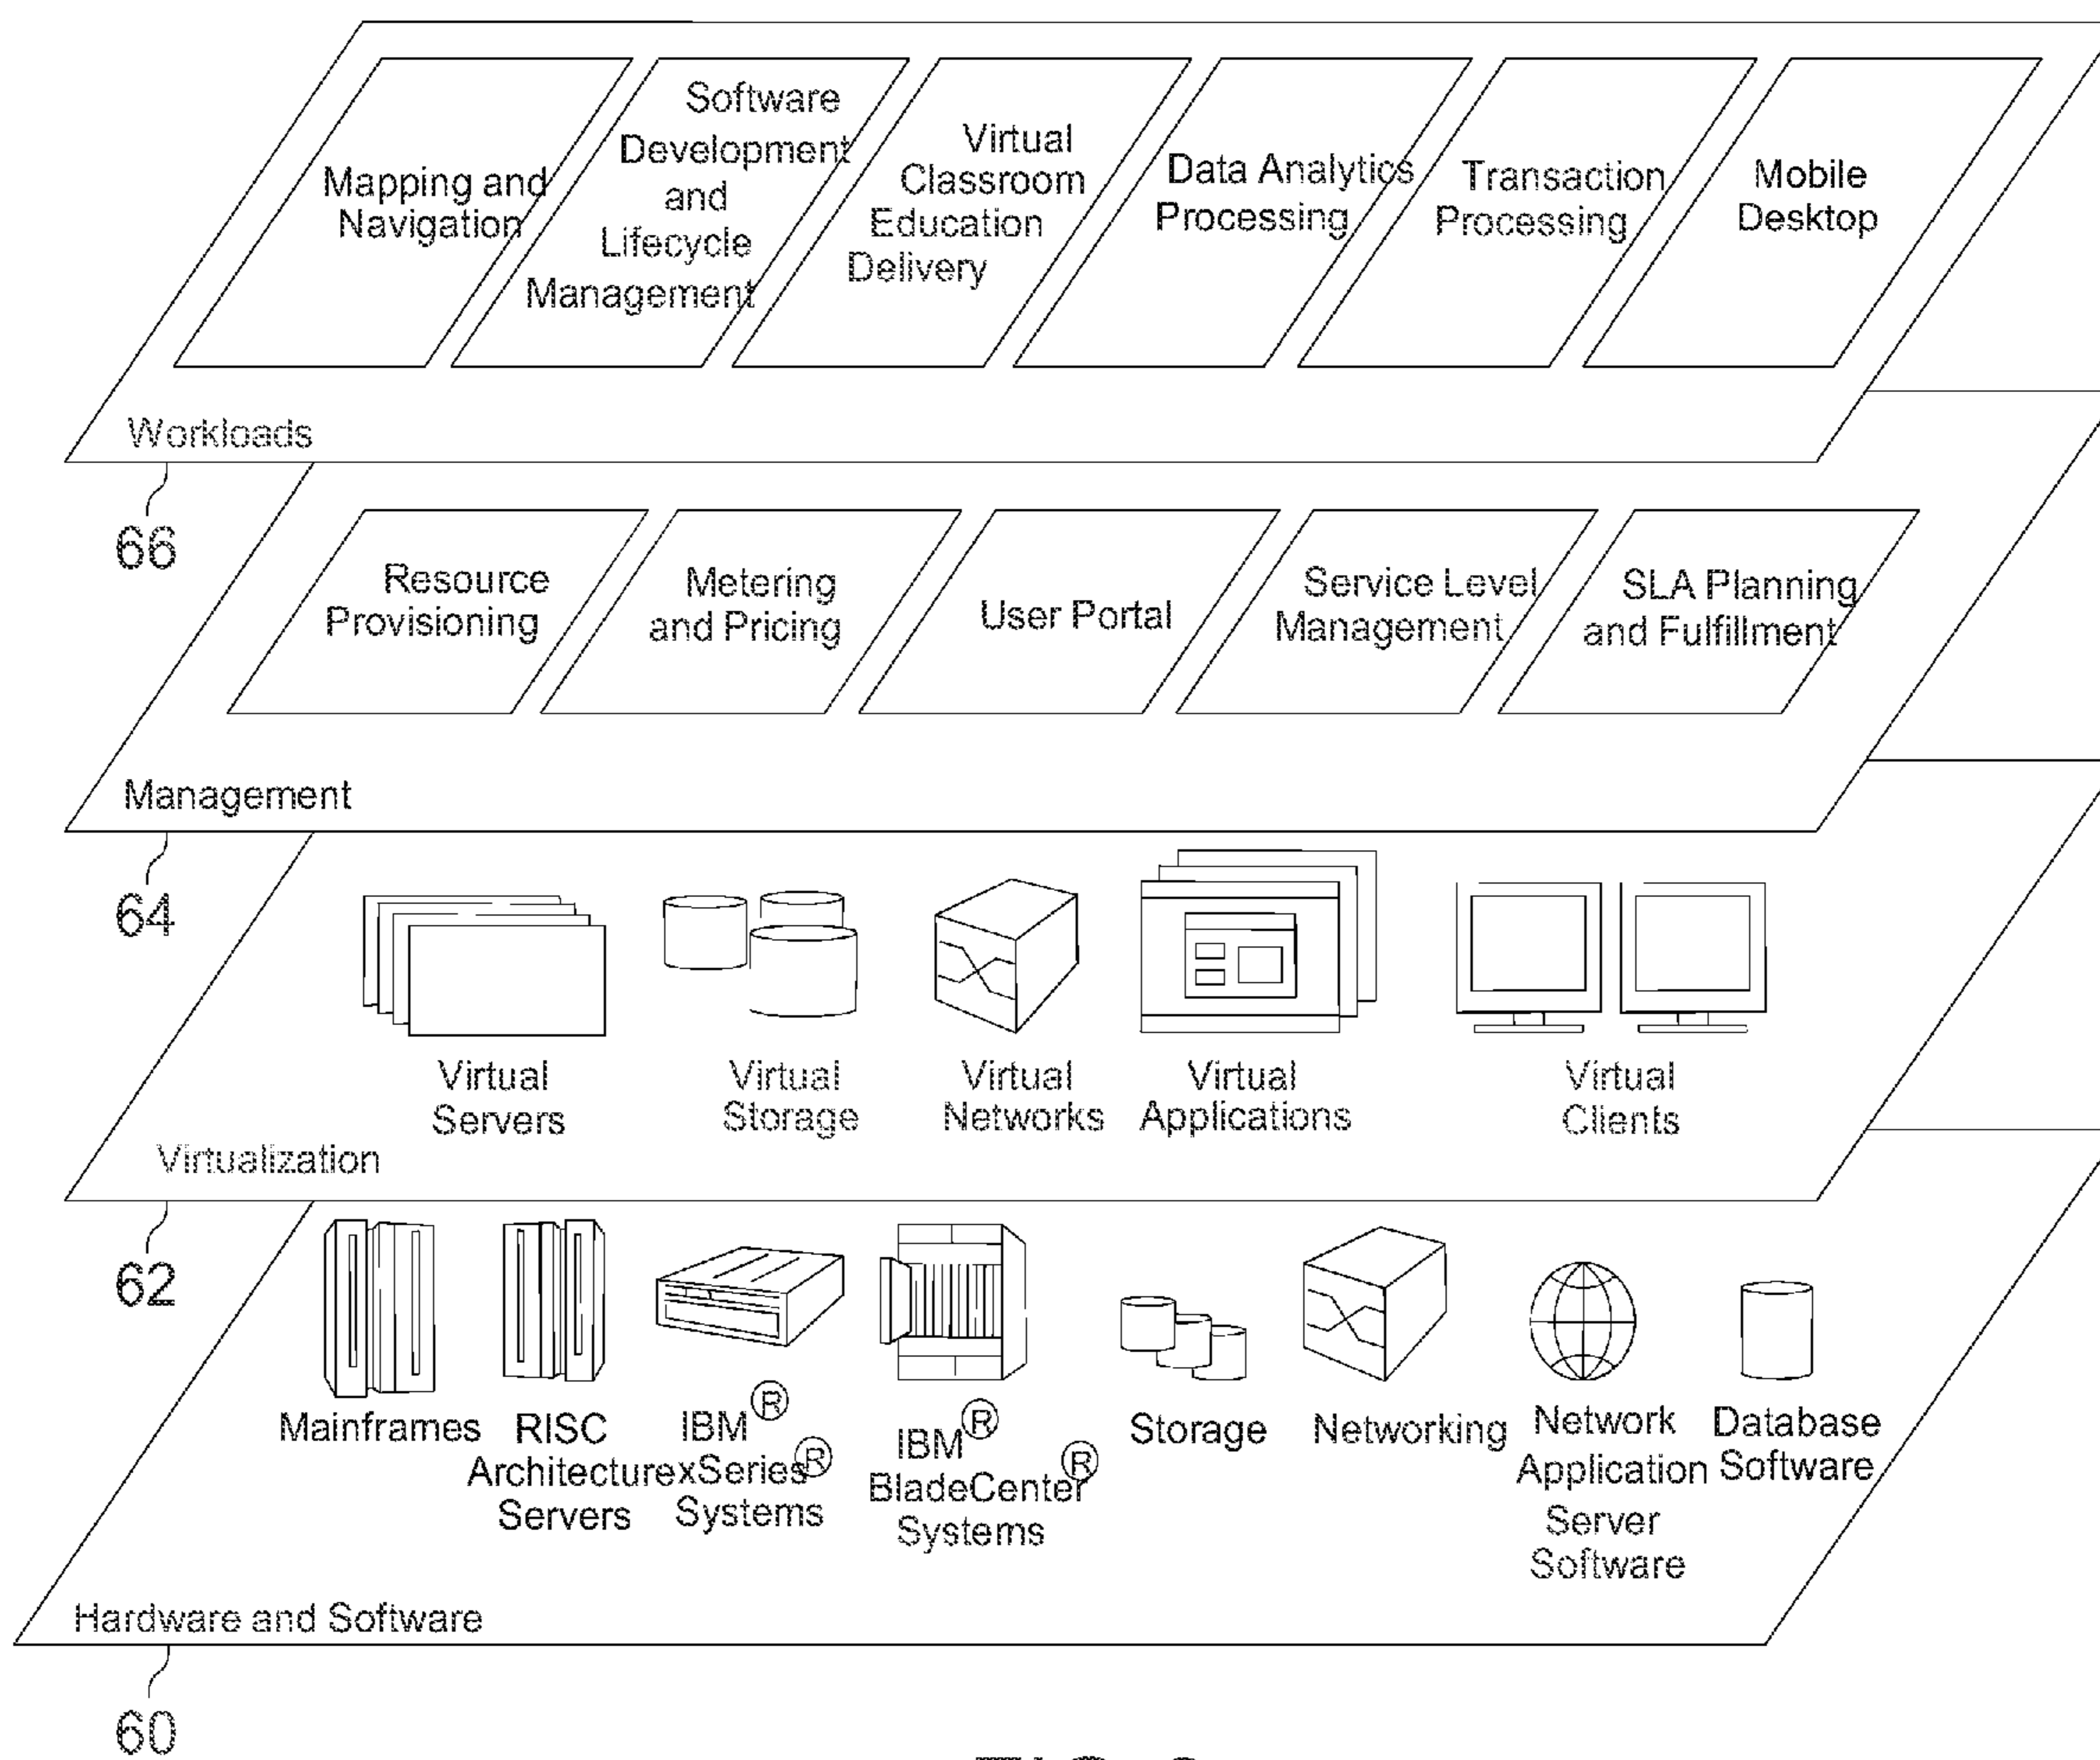 Mapping and
Navigation
Software
Development
and
Lifecycle
Management
Virtual
Classroom
Education
Delivery
Data Analytics
Processing
Transaction
Processing
Mobile
Desktop
Workloads
66
Resource
Provisioning
Metering
and Pricing
User Portal
Service Level
Management
SLA Planning
and Fulfillment
Management
64
Virtual
Servers
Virtual
Storage
Virtual
Networks
Virtual
Applications
Virtual
Clients
Virtualization
62
Mainframes
RISC
Architecture
Servers
IBM®
xSeries®
Systems
IBM®
BladeCenter®
Systems
Storage
Networking
Network
Application
Server
Software
Database
Software
Hardware and Software
60